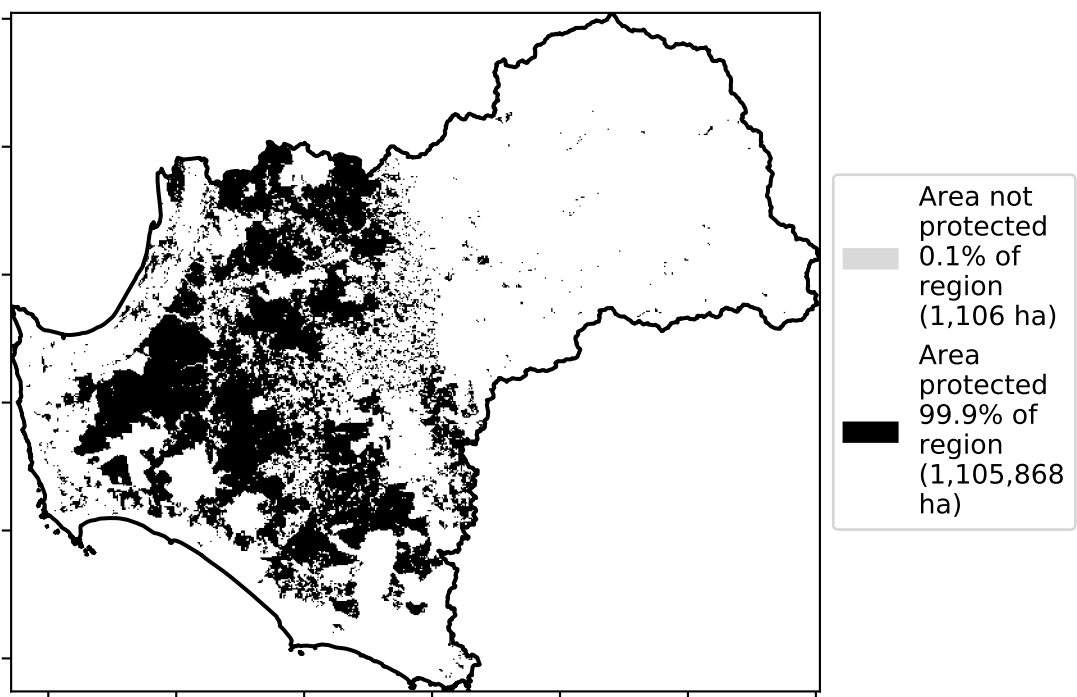 Area not
protected
0.1% of
region
(1,106 ha)
Area
protected
99.9% of
region
(1,105,868
ha)